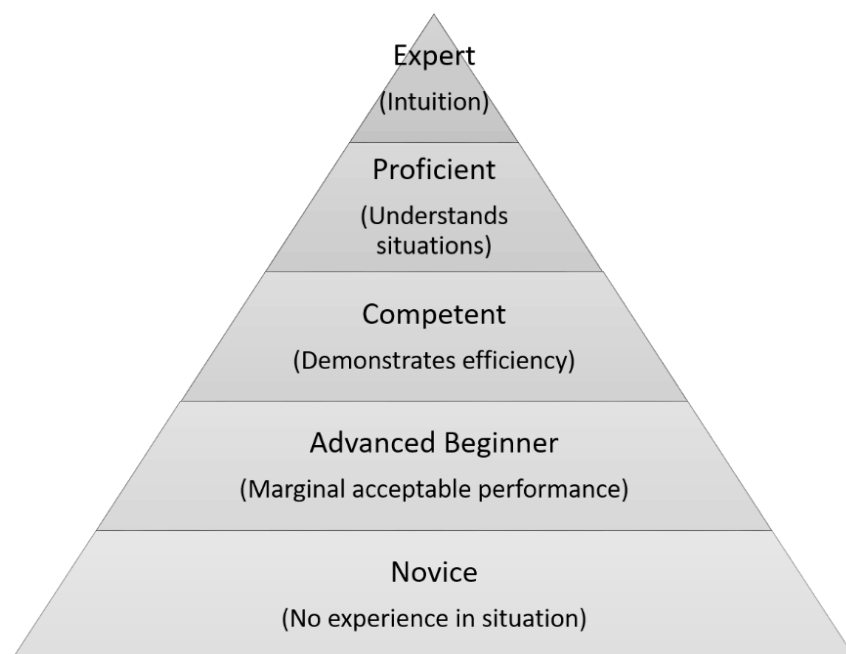 Expert
(Intuition)
Proficient
(Understands
situations)
Competent
(Demonstrates efficiency)
Advanced Beginner
(Marginal acceptable performance)
Novice
(No experience in situation)